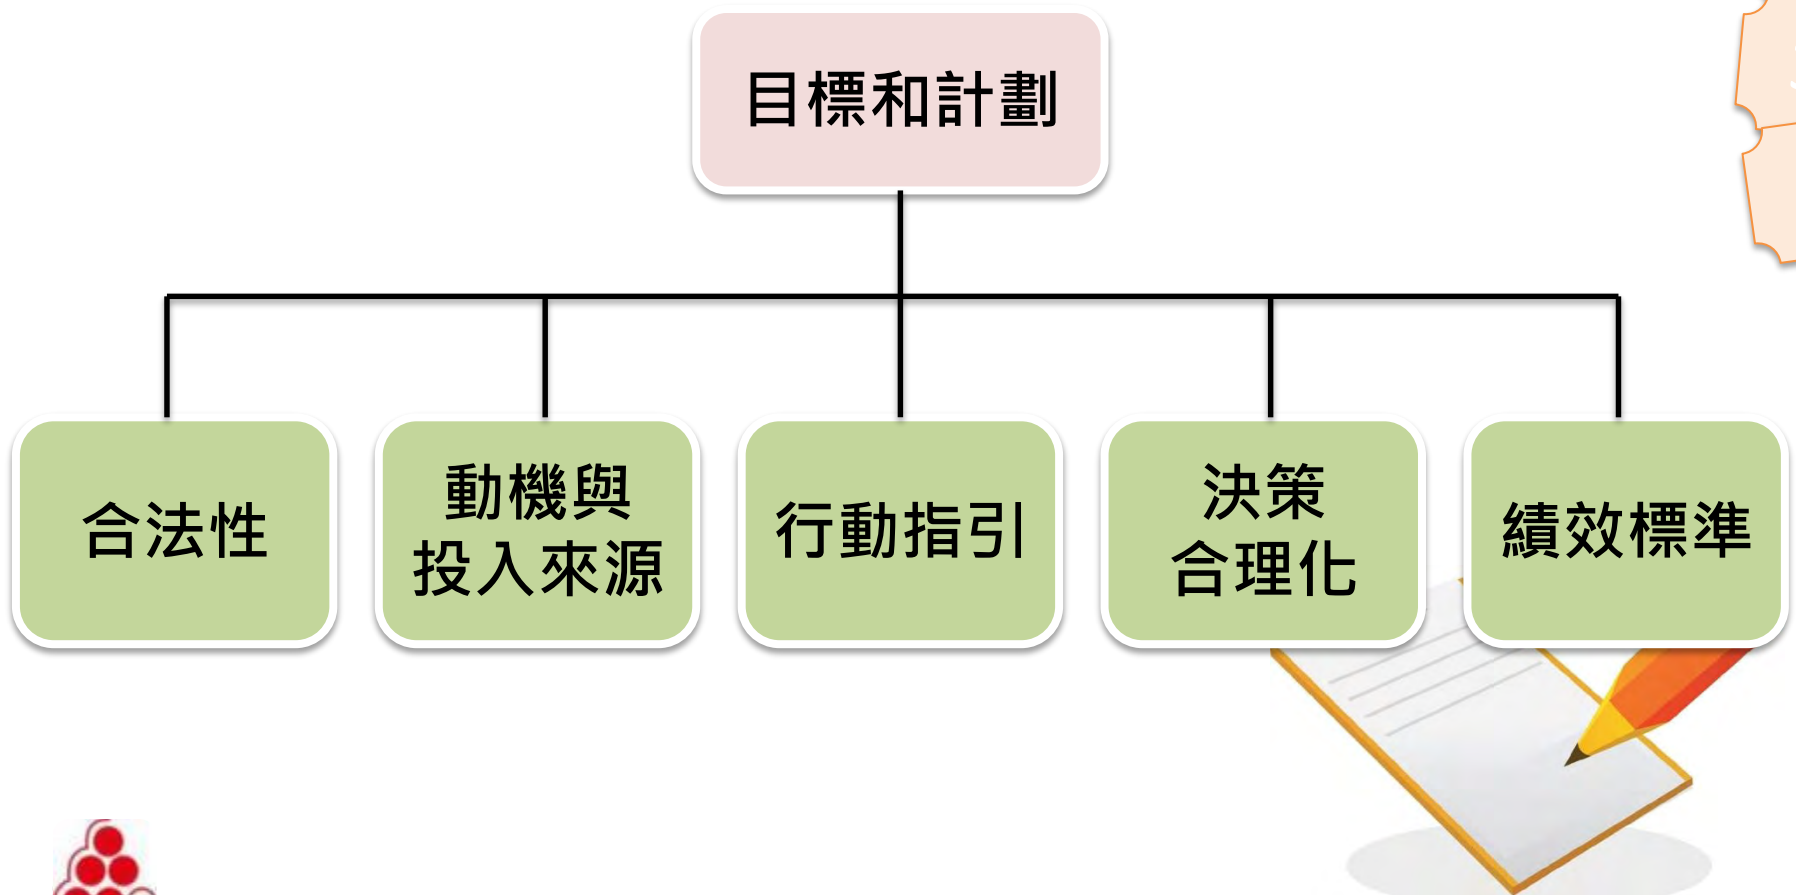 目標和計劃
合法性
動機與
投入來源
行動指引
決策
合理化
績效標準